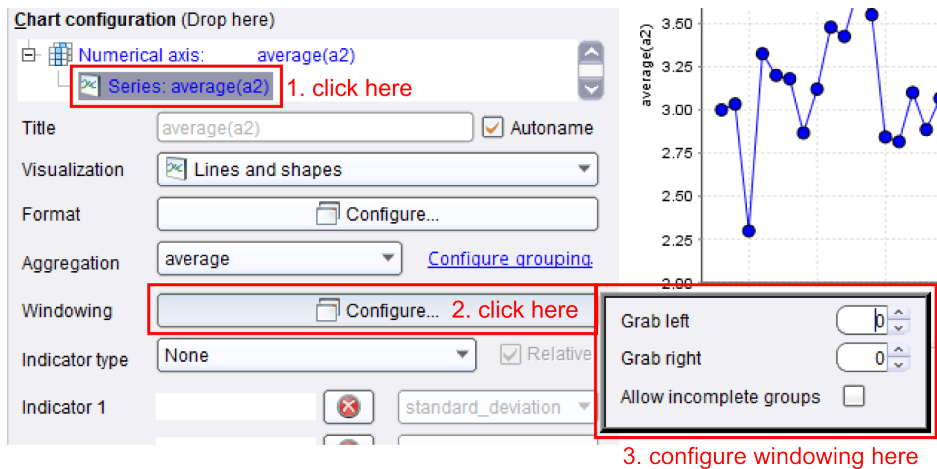 Chart configuration (Drop here)
Numerical axis: average(a2)
Series: average(a2)
1. click here
Title average(a2) Autoname
Visualization Lines and shapes
Format Configure...
Aggregation average Configure grouping.
Windowing Configure... 2. click here
Indicator type None Relative
Indicator 1 standard_deviation
average(a2)
3.50
3.25
3.00
2.75
2.50
2.25
2.00
Grab left 0
Grab right 0
Allow incomplete groups
3. configure windowing here